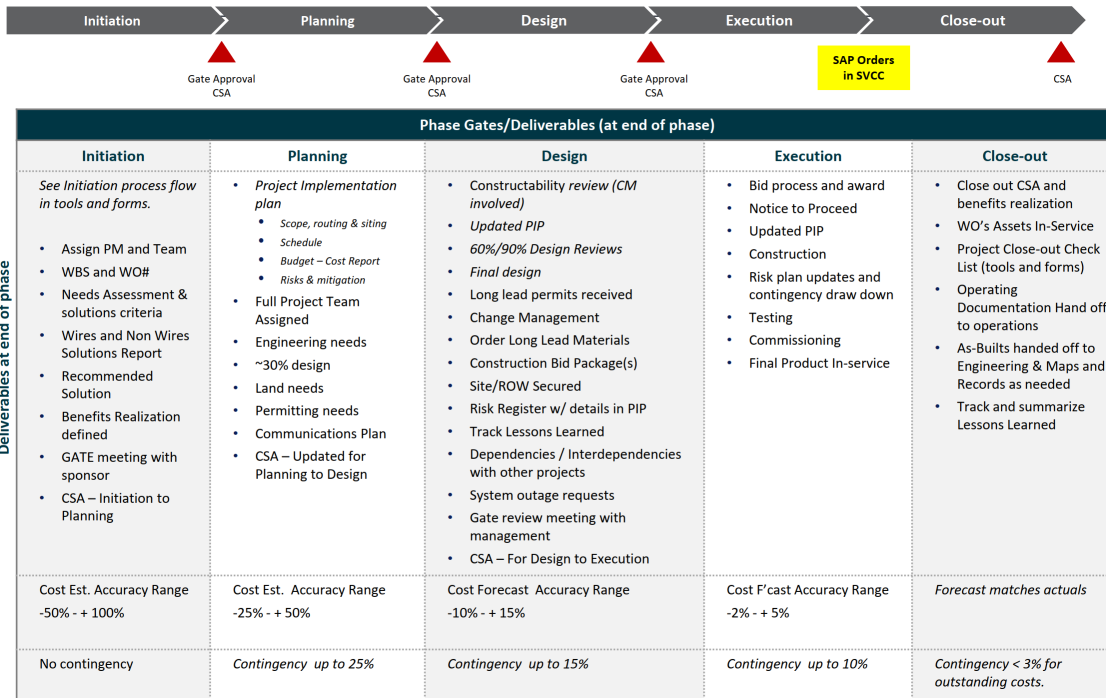 Initiation
Planning
Design
Execution
Close-out
Gate Approval
CSA
Gate Approval
CSA
Gate Approval
CSA
SAP Orders
in SVCC
CSA
Phase Gates/Deliverables (at end of phase)
Deliverables at end of phase
Initiation
See Initiation process flow
in tools and forms.
• Assign PM and Team
• WBS and WO#
• Needs Assessment &
solutions criteria
• Wires and Non Wires
Solutions Report
• Recommended
Solution
• Benefits Realization
defined
• GATE meeting with
sponsor
• CSA – Initiation to
Planning
Cost Est. Accuracy Range
-50% - + 100%
No contingency
Planning
• Project Implementation
plan
• Scope, routing & siting
• Schedule
• Budget – Cost Report
• Risks & mitigation
• Full Project Team
Assigned
• Engineering needs
• ~30% design
• Land needs
• Permitting needs
• Communications Plan
• CSA – Updated for
Planning to Design
Cost Est. Accuracy Range
-25% - + 50%
Contingency up to 25%
Design
• Constructability review (CM
involved)
• Updated PIP
• 60%/90% Design Reviews
• Final design
• Long lead permits received
• Change Management
• Order Long Lead Materials
• Construction Bid Package(s)
• Site/ROW Secured
• Risk Register w/ details in PIP
• Track Lessons Learned
• Dependencies / Interdependencies
with other projects
• System outage requests
• Gate review meeting with
management
• CSA – For Design to Execution
Cost Forecast Accuracy Range
-10% - + 15%
Contingency up to 15%
Execution
• Bid process and award
• Notice to Proceed
• Updated PIP
• Construction
• Risk plan updates and
contingency draw down
• Testing
• Commissioning
• Final Product In-service
Cost F'cast Accuracy Range
-2% - + 5%
Contingency up to 10%
Close-out
• Close out CSA and
benefits realization
• WO's Assets In-Service
• Project Close-out Check
List (tools and forms)
• Operating
Documentation Hand off
to operations
• As-Builts handed off to
Engineering & Maps and
Records as needed
• Track and summarize
Lessons Learned
Forecast matches actuals
Contingency < 3% for
outstanding costs.